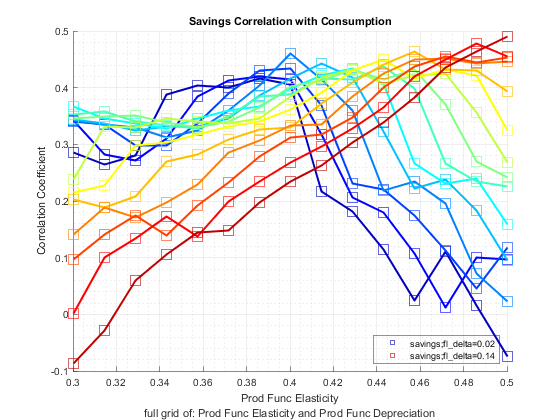 Savings Correlation with Consumption
0.5
0.4
0.3
0.2
0.1
0
-0.1
Correlation Coefficient
savings;fl_delta=0.02
savings;fl_delta=0.14
0.3 0.32 0.34 0.36 0.38 0.4 0.42 0.44 0.46 0.48 0.5
Prod Func Elasticity
full grid of: Prod Func Elasticity and Prod Func Depreciation